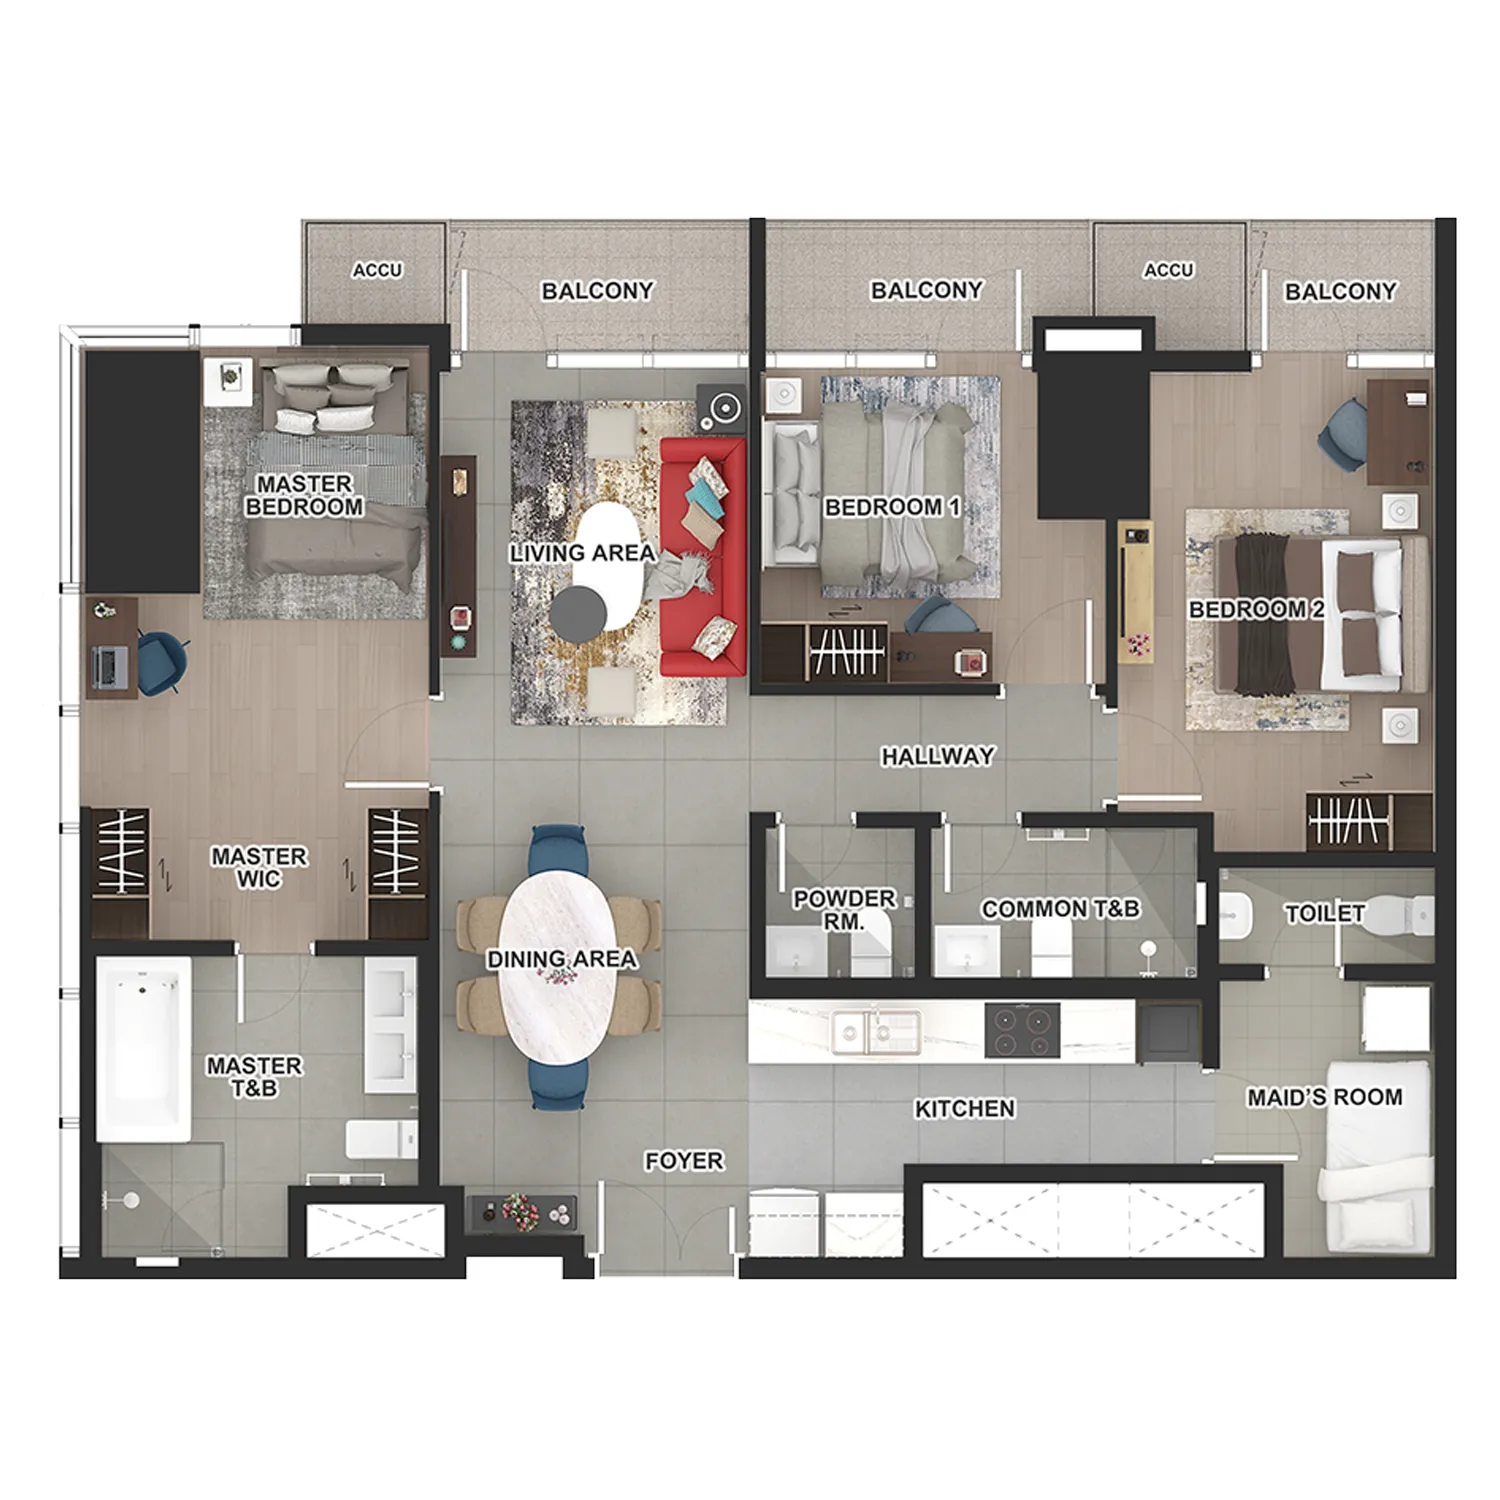 ACCU
BALCONY
BALCONY
ACCU
BALCONY
MASTER
BEDROOM
LIVING AREA
BEDROOM 1
BEDROOM 2
HALLWAY
MASTER
WIC
POWDER
RM.
COMMON T&B
TOILET
DINING AREA
MASTER
T&B
KITCHEN
MAID'S ROOM
FOYER